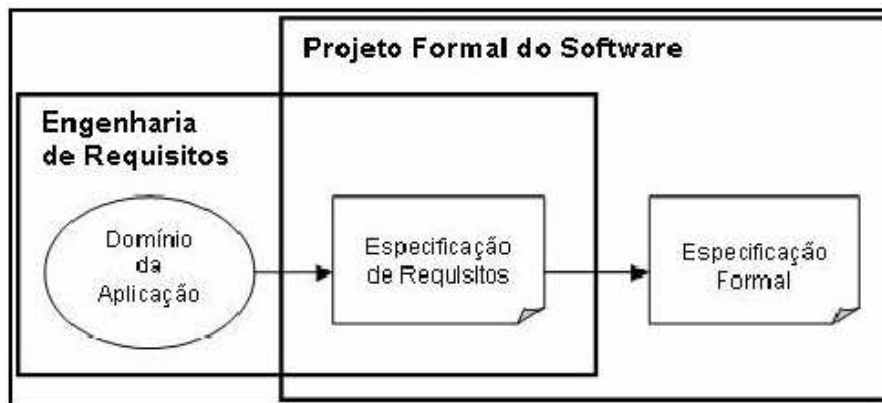 Projeto Formal do Software
Engenharia
de Requisitos
Domínio
da
Aplicação
Especificação
de Requisitos
Especificação
Formal